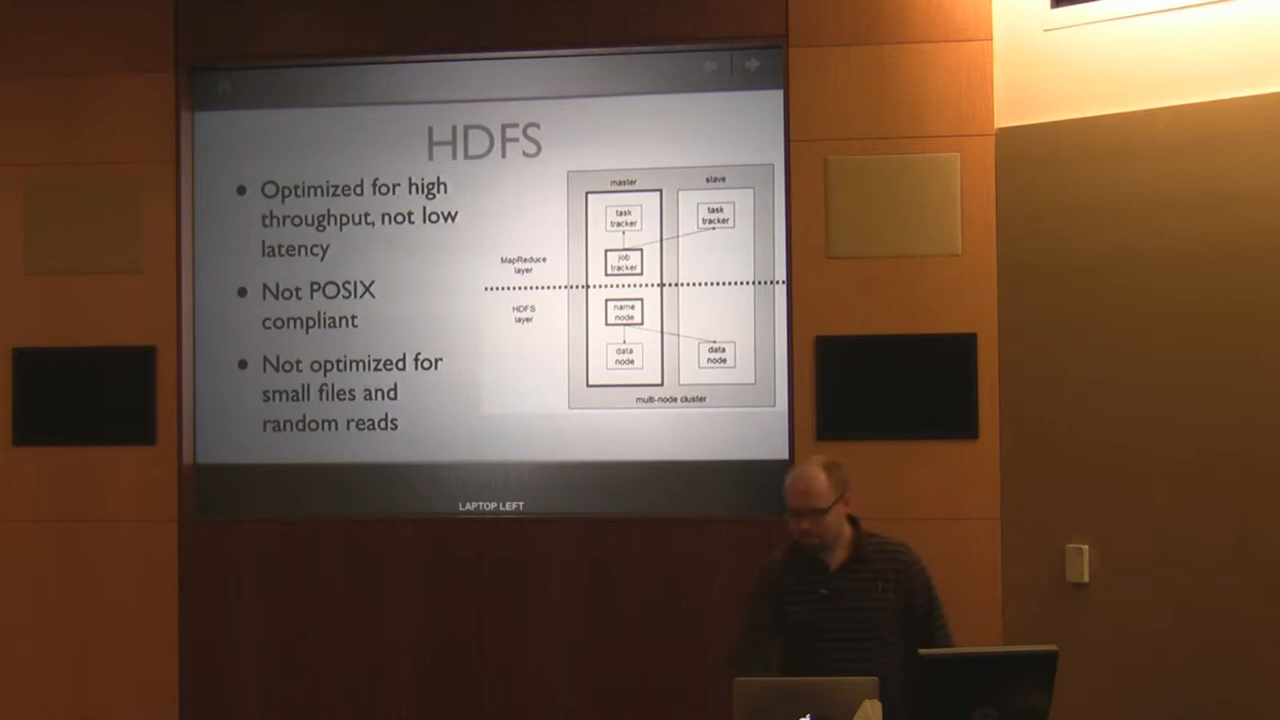 HDFS
• Optimized for high
throughput, not low
latency
• Not POSIX
compliant
• Not optimized for
small files and
random reads
master
slave
task
tracker
task
tracker
job
tracker
MapReduce
layer
HDFS
layer
name
node
data
node
data
node
multi-node cluster
LAPTOP LEFT